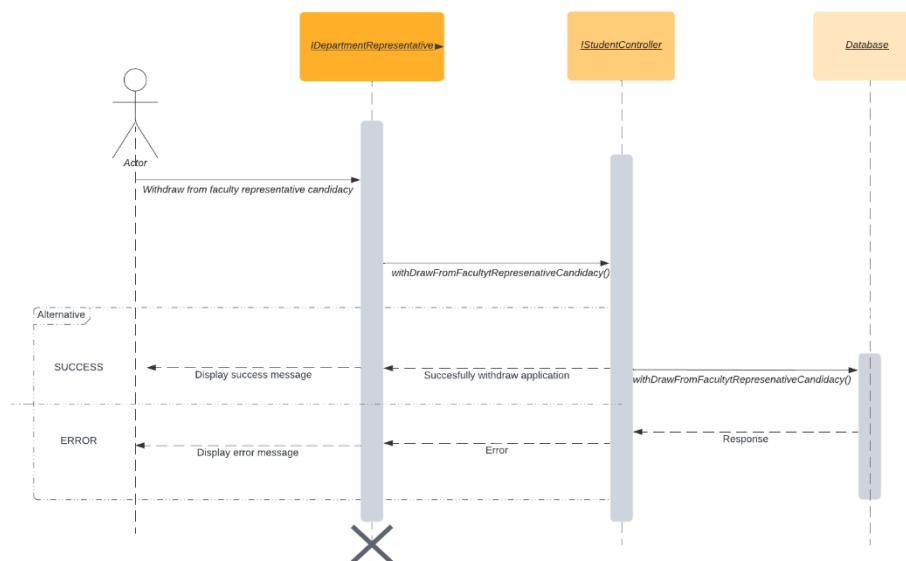 IDepartmentRepresentative
IStudentController
Database
Actor
Withdraw from faculty representative candidacy
withDrawFromFacultytRepresenativeCandidacy()
Alternative
SUCCESS
Display success message
Succesfully withdraw application
withDrawFromFacultytRepresenativeCandidacy()
ERROR
Display error message
Error
Response